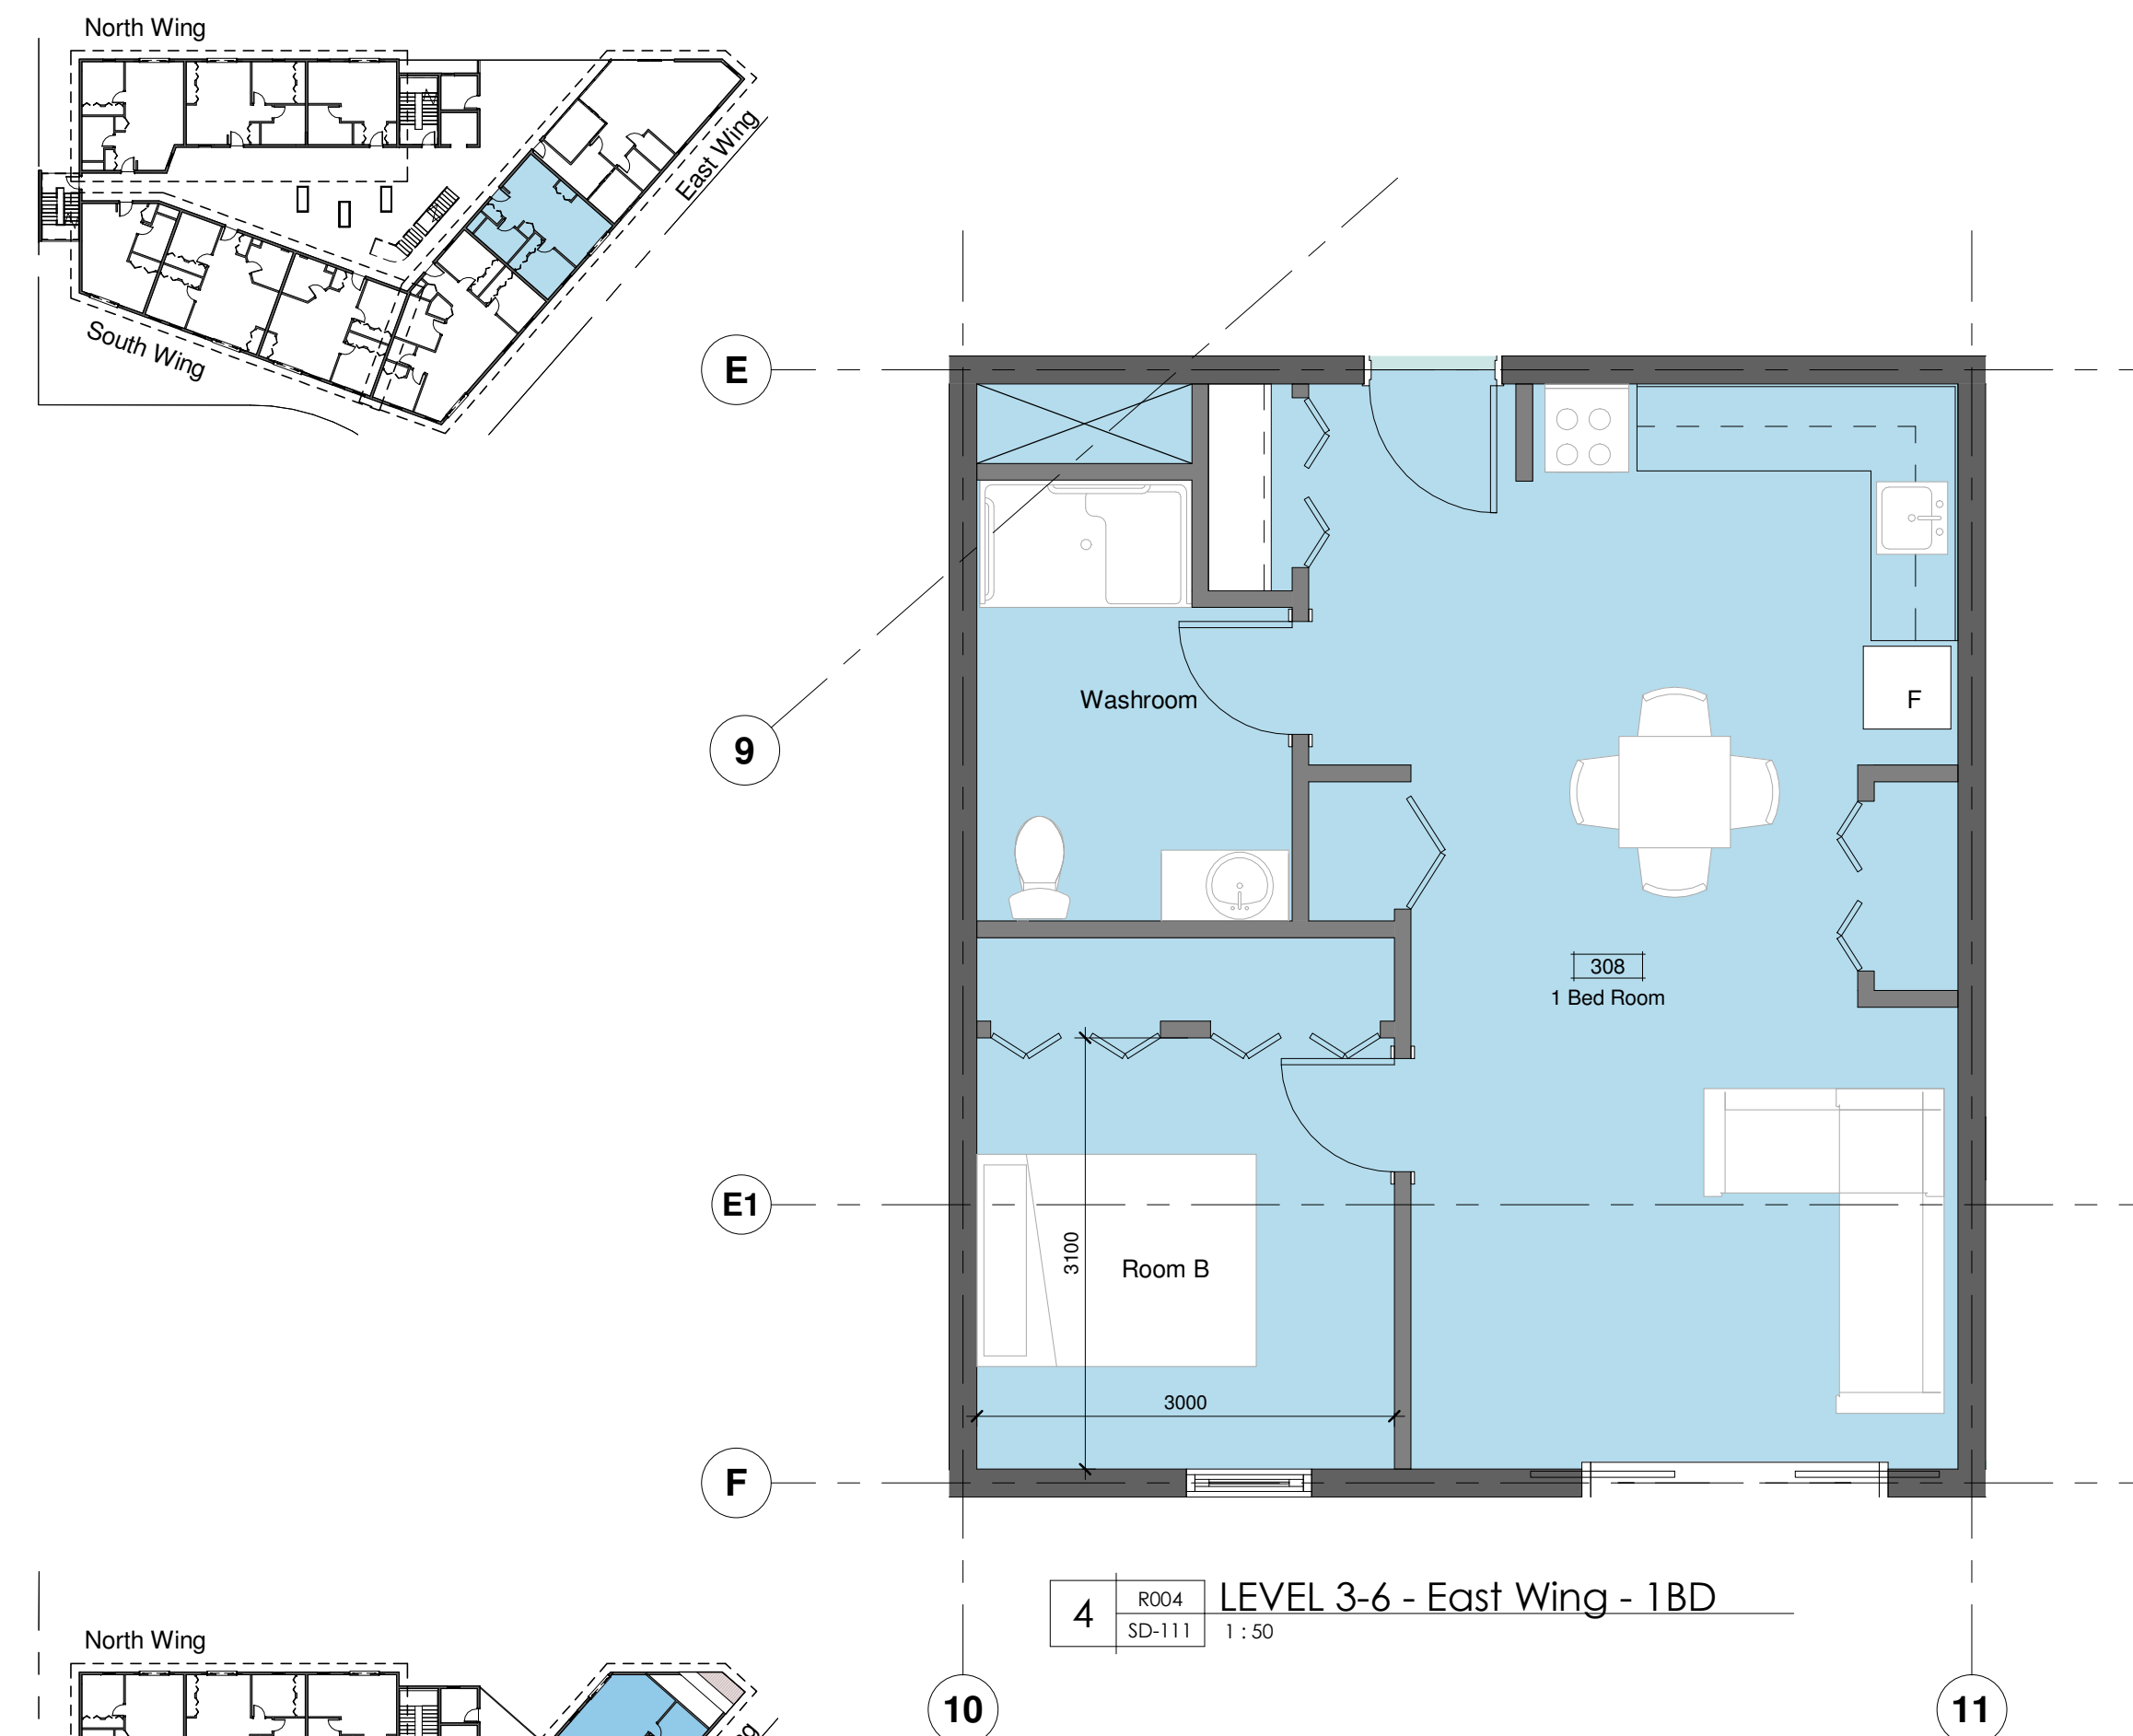 North Wing
East Wing
South Wing
E
9
Washroom
F
308
1 Bed Room
E1
3100
Room B
3000
F
4
R004
SD-111
LEVEL 3-6 - East Wing - 1BD
1 : 50
North Wing
10
11